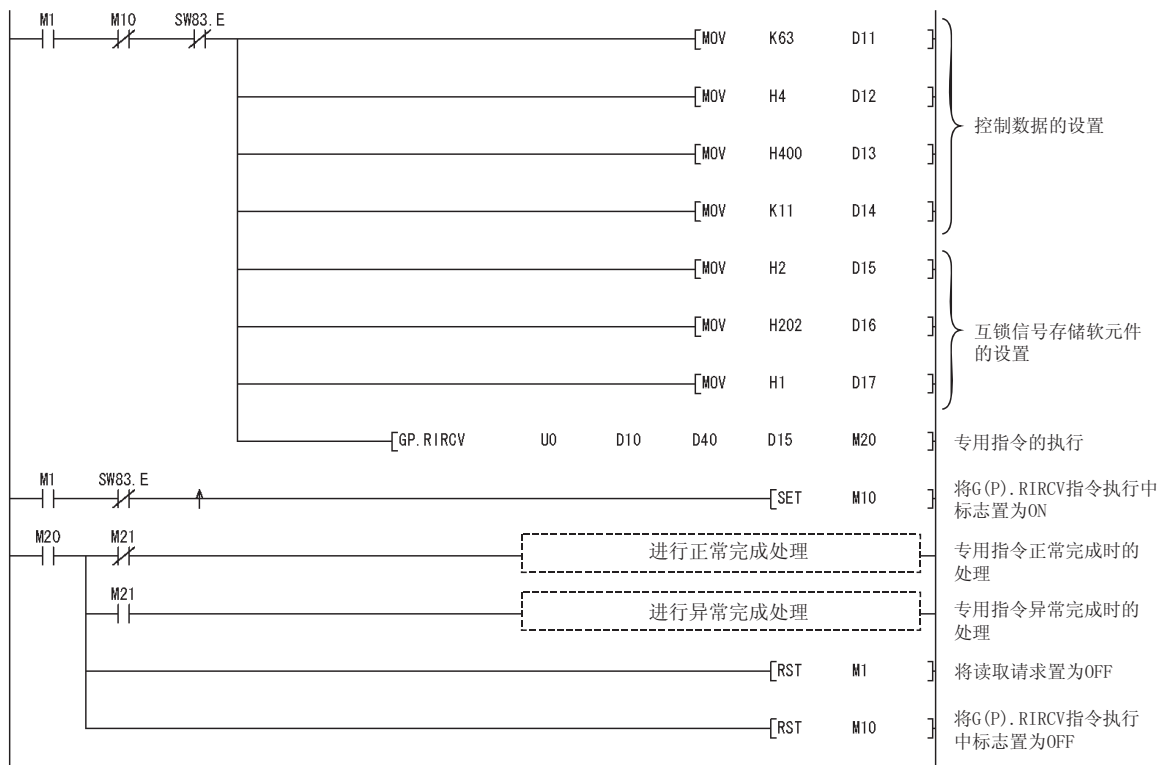 M1 M10 SW83.E
MOV K63 D11
MOV H4 D12
控制数据的设置
MOV H400 D13
MOV K11 D14
MOV H2 D15
MOV H202 D16
互锁信号存储软元件
的设置
MOV H1 D17
GP.RIRCV U0 D10 D40 D15 M20 专用指令的执行
M1 SW83.E
SET M10
将G(P).RIRCV指令执行中
标志置为ON
M20 M21
进行正常完成处理
专用指令正常完成时的
处理
M21
进行异常完成处理
专用指令异常完成时的
处理
RST M1 将读取请求置为OFF
RST M10
将G(P).RIRCV指令执行
中标志置为OFF